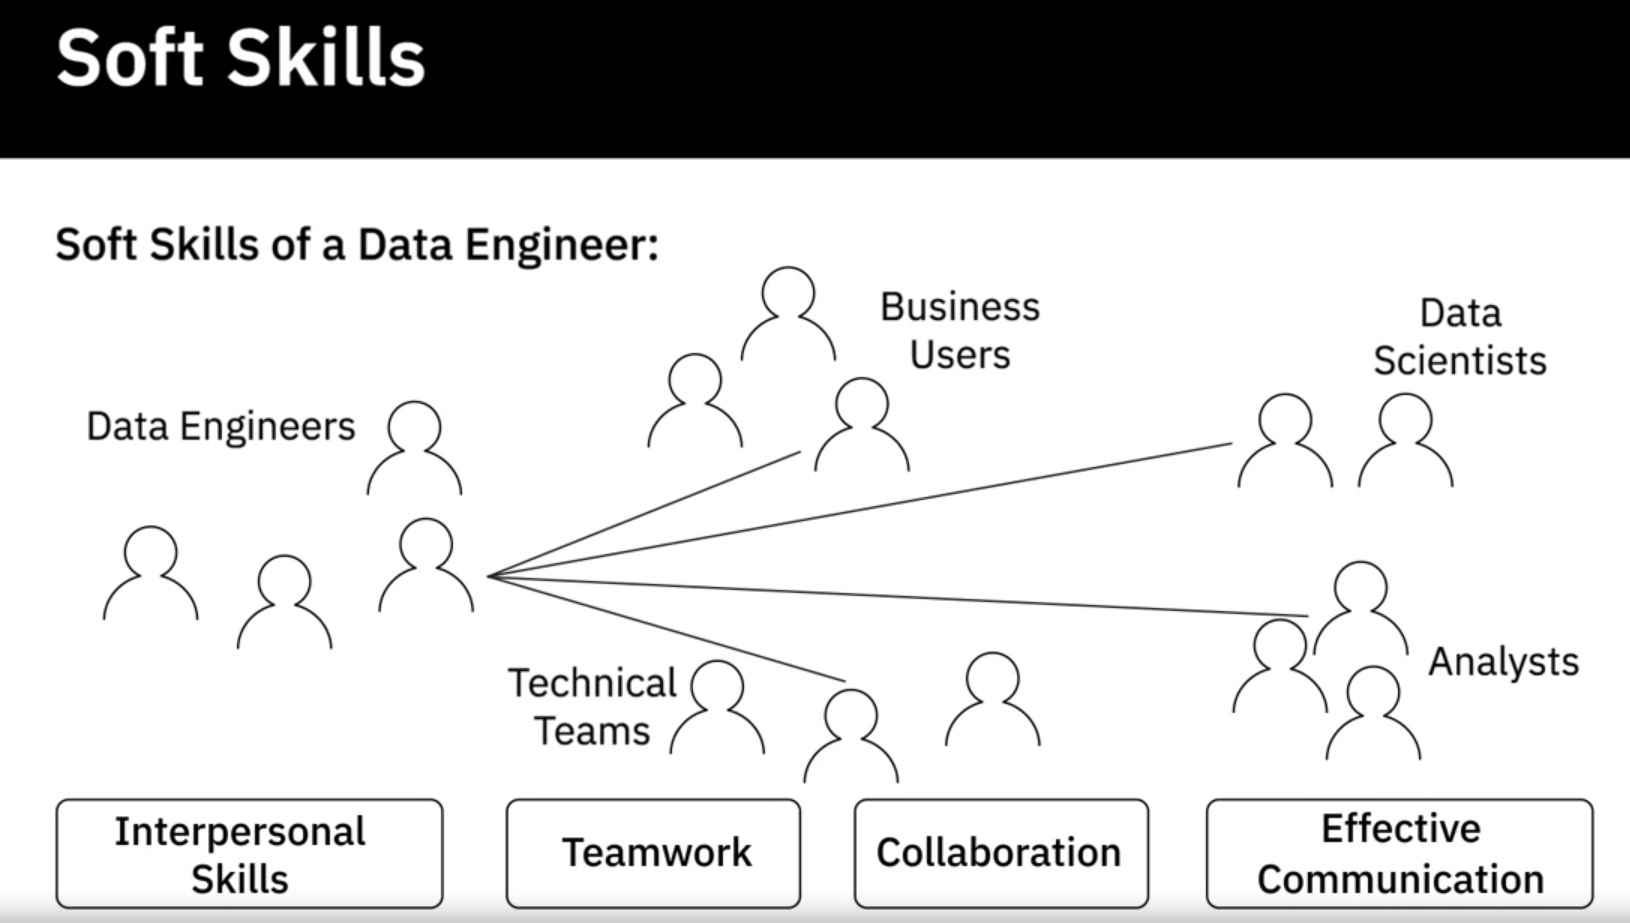 Soft Skills
Soft Skills of a Data Engineer:
Business
Users
Data
Scientists
Data Engineers
Technical
Teams
Analysts
Interpersonal
Skills
Teamwork
Collaboration
Effective
Communication